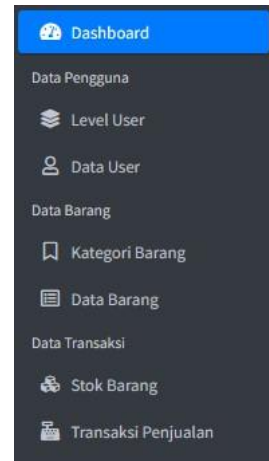 Dashboard
Data Pengguna
Level User
Data User
Data Barang
Kategori Barang
Data Barang
Data Transaksi
Stok Barang
Transaksi Penjualan